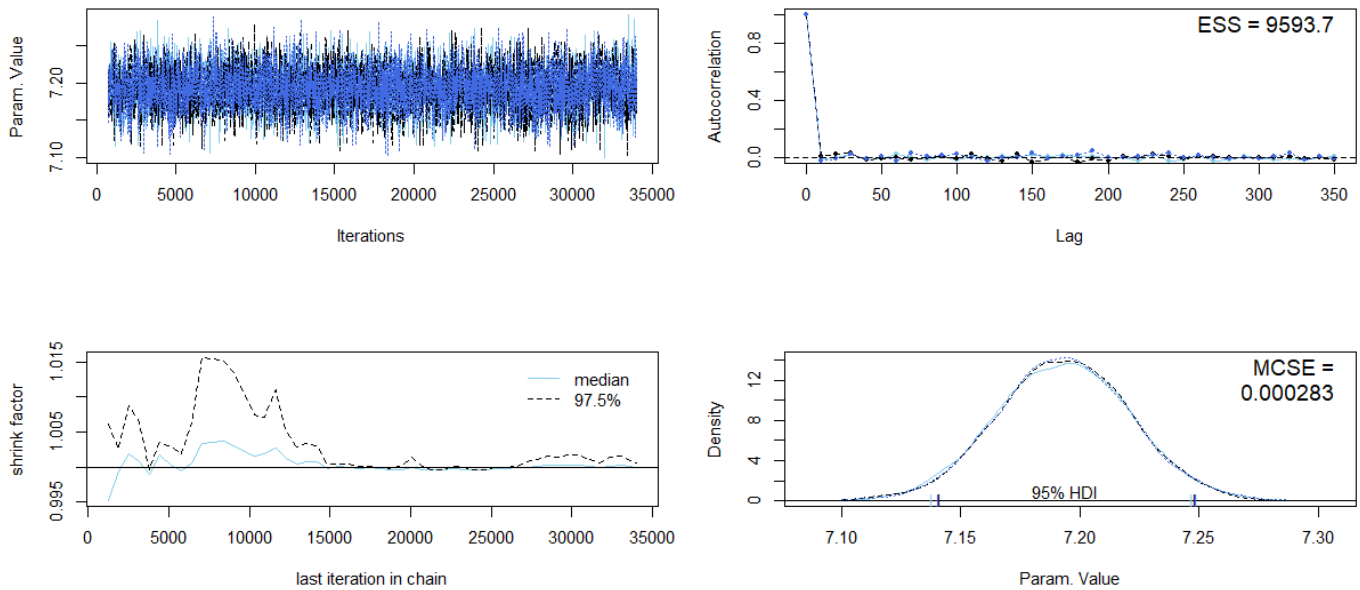 Param. Value
7.10 7.20
0 5000 10000 15000 20000 25000 30000 35000
Iterations
Autocorrelation
0.0 0.4 0.8
ESS = 9593.7
0 50 100 150 200 250 300 350
Lag
shrink factor
0.995 1.005 1.015
median
97.5%
0 5000 10000 15000 20000 25000 30000 35000
last iteration in chain
Density
0 4 8 12
MCSE =
0.000283
95% HDI
7.10 7.15 7.20 7.25 7.30
Param. Value